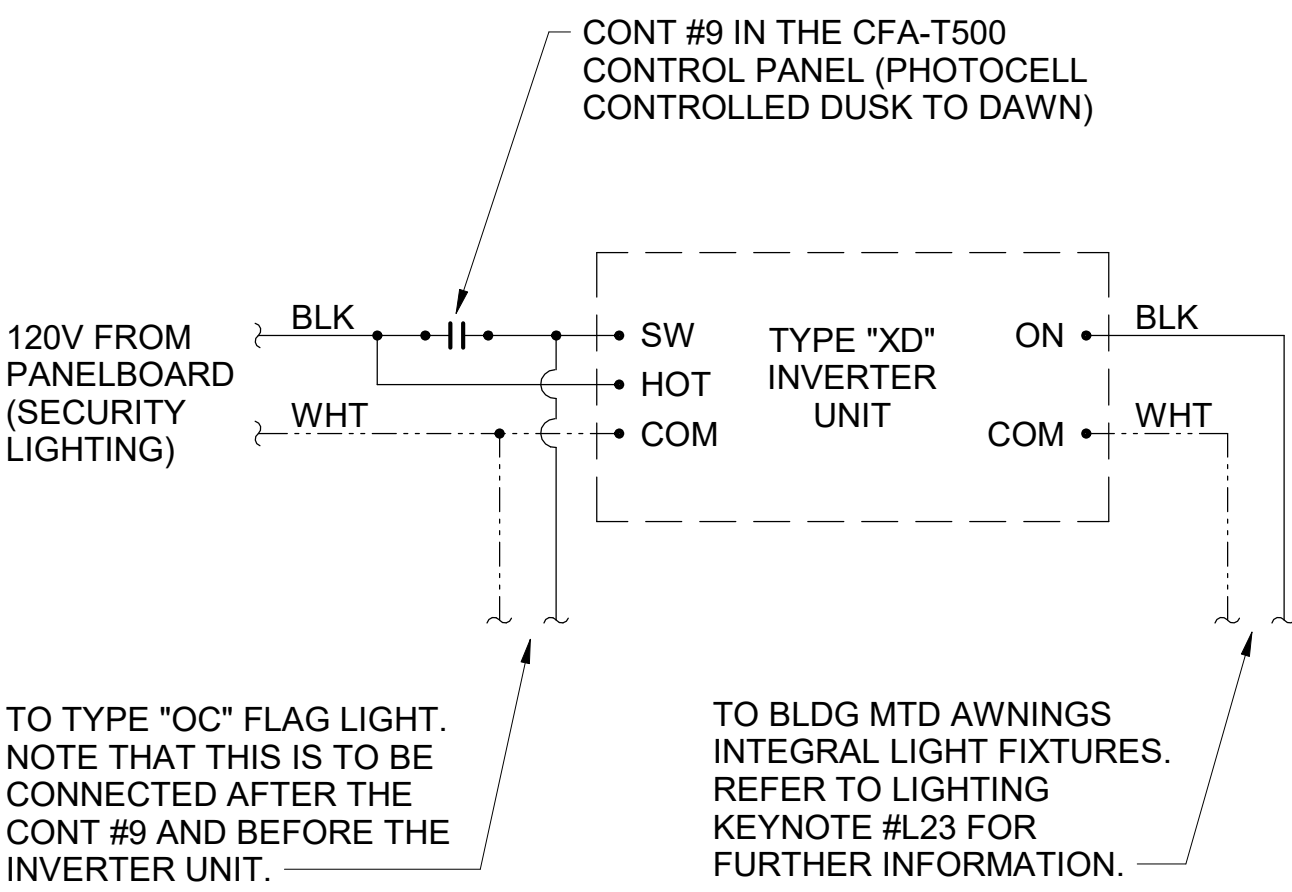 CONT #9 IN THE CFA-T500
CONTROL PANEL (PHOTOCELL
CONTROLLED DUSK TO DAWN)
120V FROM
PANELBOARD
(SECURITY
LIGHTING)
BLK
WHT
SW
HOT
COM
TYPE "XD"
INVERTER
UNIT
ON
COM
BLK
WHT
TO TYPE "OC" FLAG LIGHT.
NOTE THAT THIS IS TO BE
CONNECTED AFTER THE
CONT #9 AND BEFORE THE
INVERTER UNIT.
TO BLDG MTD AWNINGS
INTEGRAL LIGHT FIXTURES.
REFER TO LIGHTING
KEYNOTE #L23 FOR
FURTHER INFORMATION.